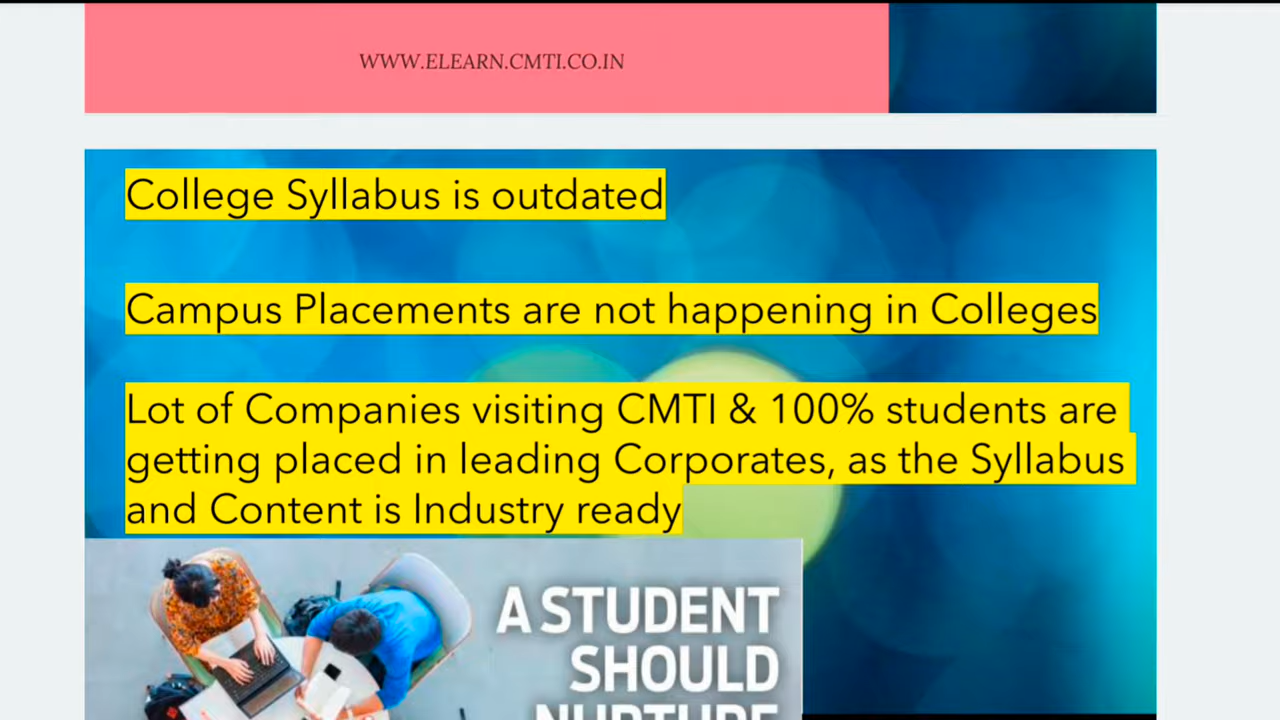 WWW.ELEARN.CMTI.CO.IN
College Syllabus is outdated
Campus Placements are not happening in Colleges
Lot of Companies visiting CMTI & 100% students are
getting placed in leading Corporates, as the Syllabus
and Content is Industry ready
A STUDENT
SHOULD
NURTURE